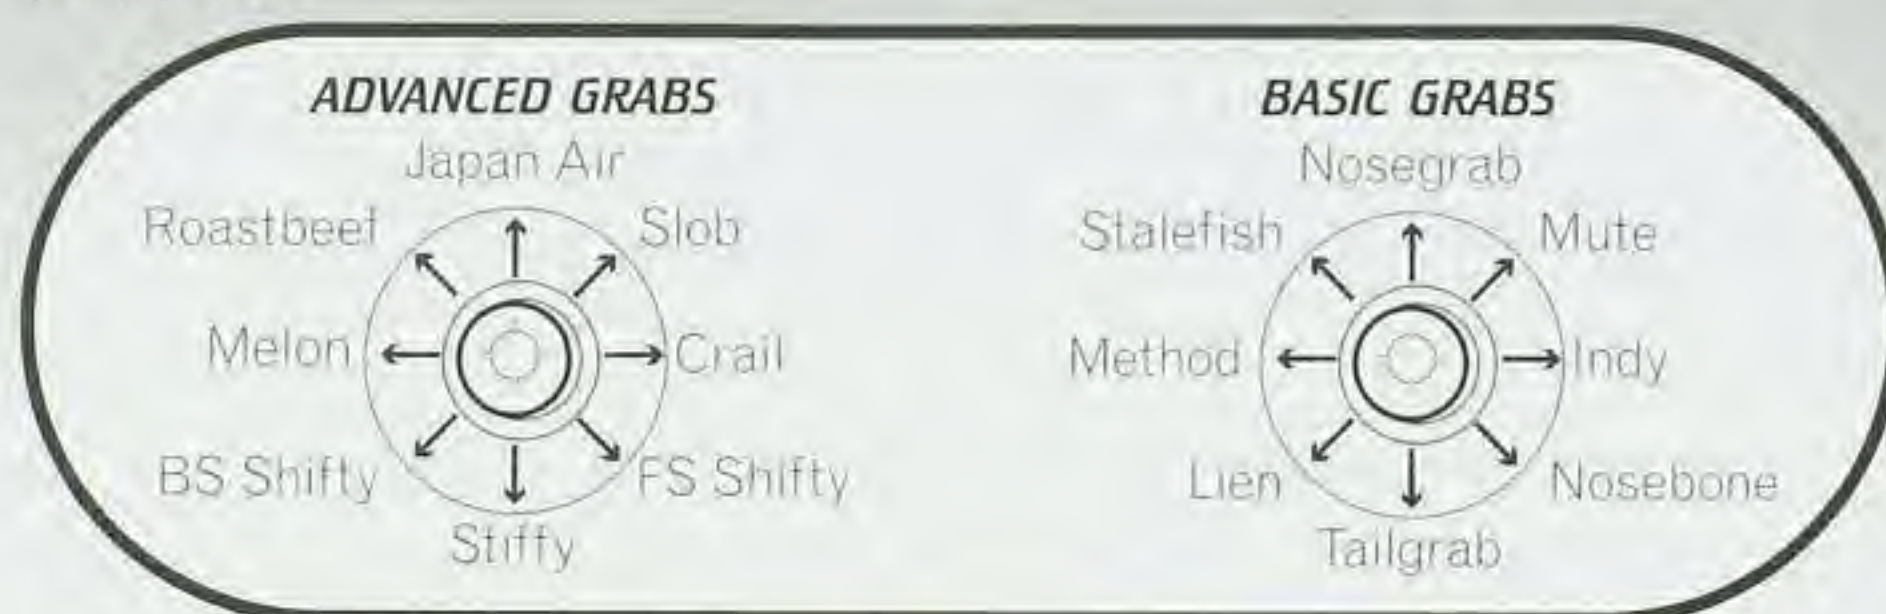 ADVANCED GRABS
Japan Air
Roastbeef
Slob
Melon
Crail
BS Shifty
FS Shifty
Stiffy
BASIC GRABS
Nosegrab
Stalefish
Mute
Method
Indy
Lien
Nosebone
Tailgrab